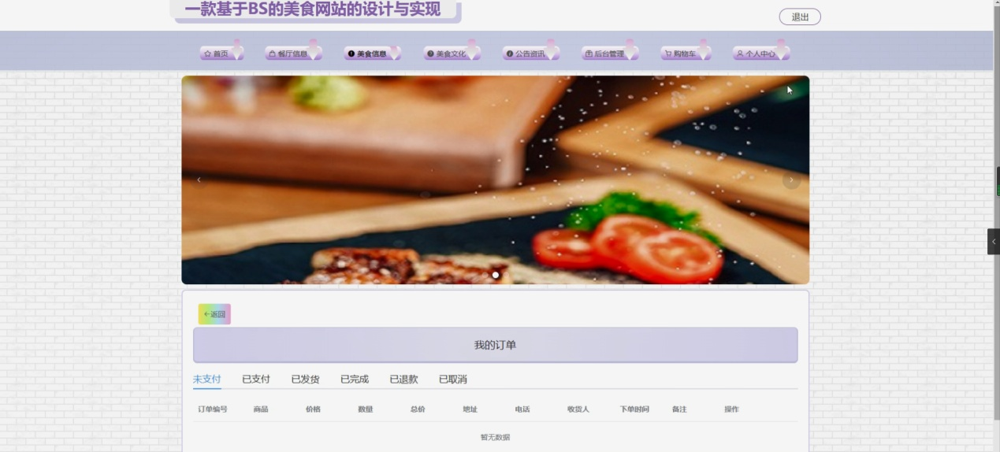 一款基于BS的美食网站的设计与实现
退出
首页 餐厅信息 美食信息 美食文化 公告资讯 后台管理 购物车 个人中心
←返回
我的订单
未支付 已支付 已发货 已完成 已退款 已取消
订单编号 商品 价格 数量 总价 地址 电话 收货人 下单时间 备注 操作
暂无数据